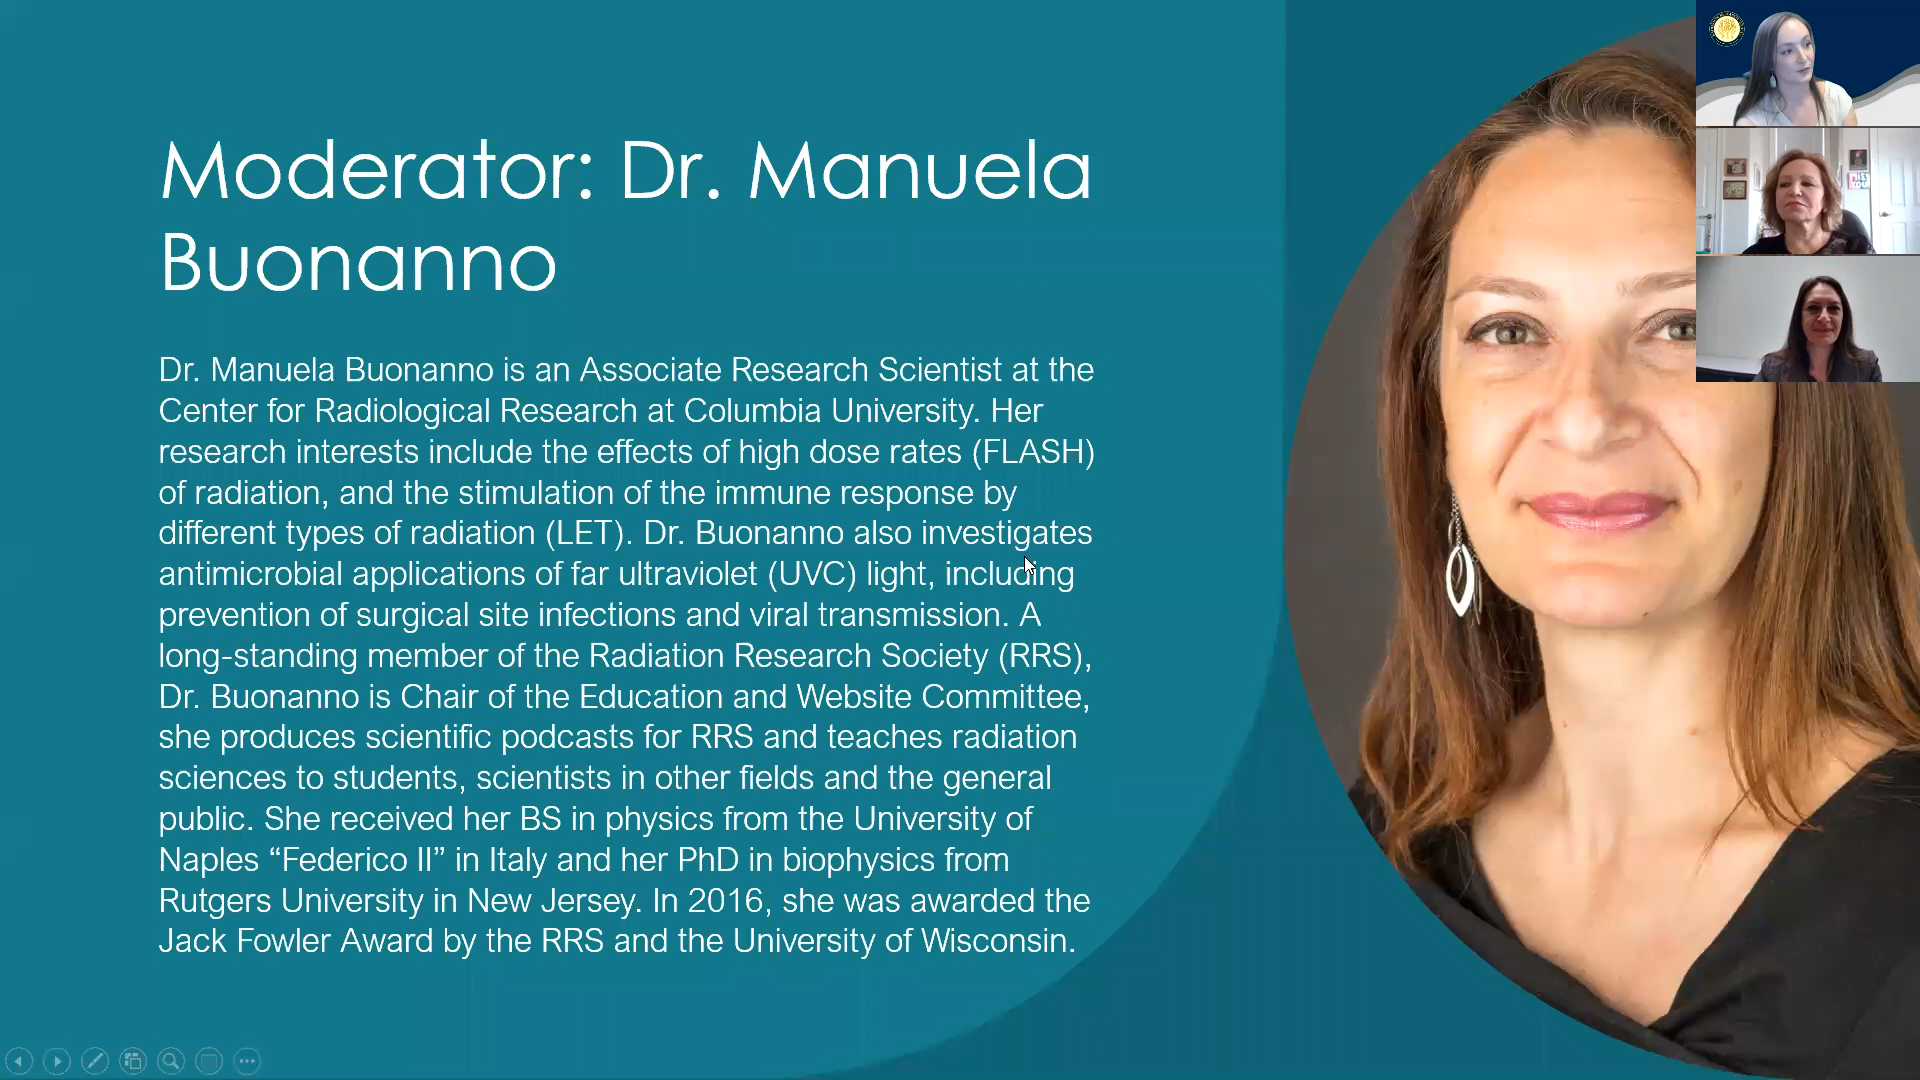 Moderator: Dr. Manuela
Buonanno
Dr. Manuela Buonanno is an Associate Research Scientist at the
Center for Radiological Research at Columbia University. Her
research interests include the effects of high dose rates (FLASH)
of radiation, and the stimulation of the immune response by
different types of radiation (LET). Dr. Buonanno also investigates
antimicrobial applications of far ultraviolet (UVC) light, including
prevention of surgical site infections and viral transmission. A
long-standing member of the Radiation Research Society (RRS),
Dr. Buonanno is Chair of the Education and Website Committee,
she produces scientific podcasts for RRS and teaches radiation
sciences to students, scientists in other fields and the general
public. She received her BS in physics from the University of
Naples “Federico II” in Italy and her PhD in biophysics from
Rutgers University in New Jersey. In 2016, she was awarded the
Jack Fowler Award by the RRS and the University of Wisconsin.